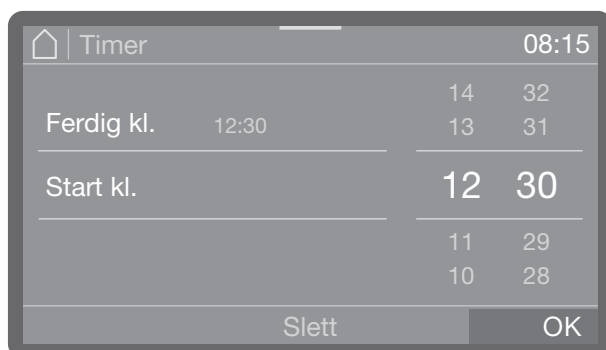 Timer 08:15
14 32
Ferdig kl. 12:30 13 31
Start kl. 12 30
11 29
10 28
Slett OK